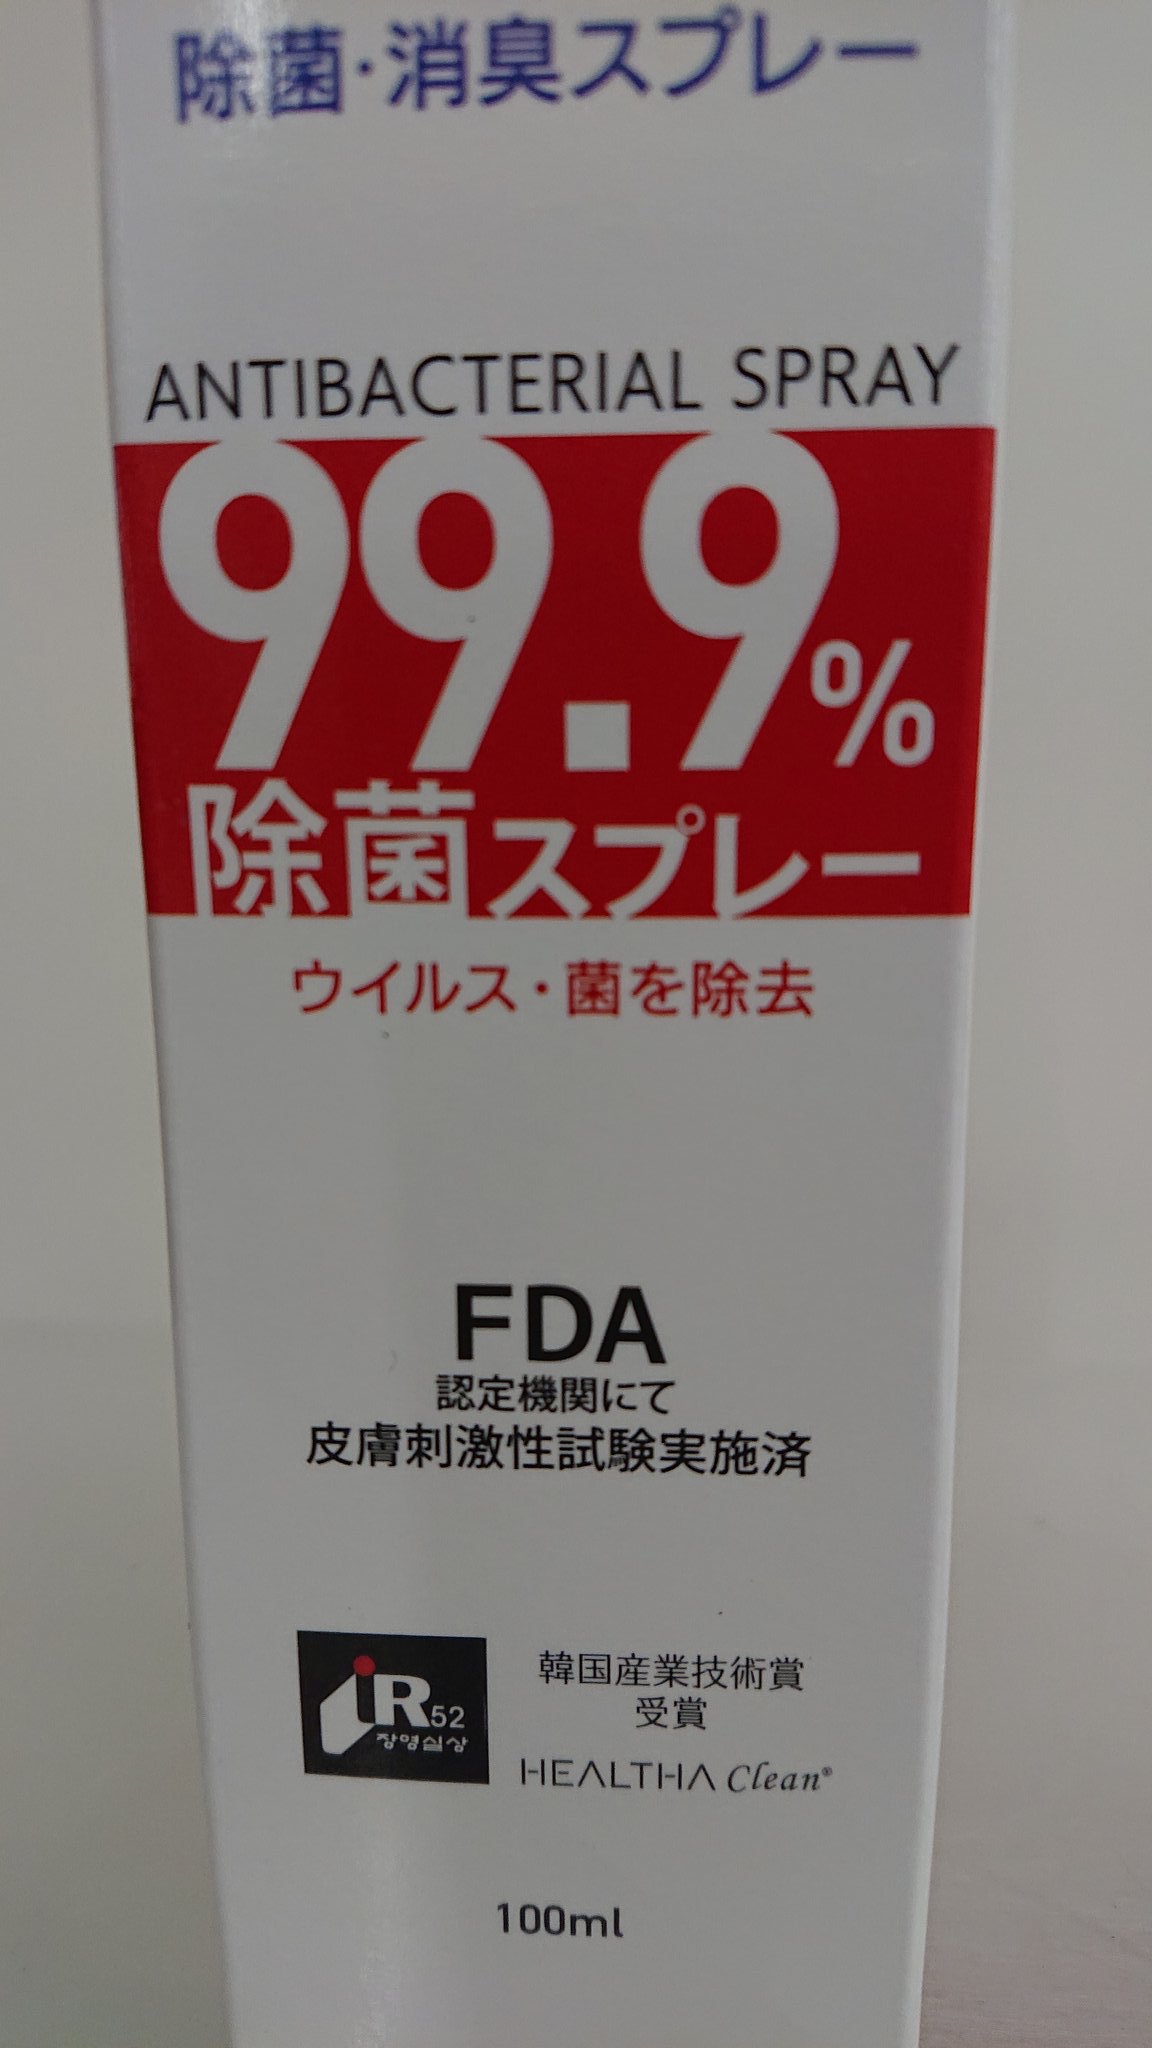 除菌・消臭スプレー
ANTIBACTERIAL SPRAY
99.9%
除菌スプレー
ウイルス・菌を除去
FDA
認定機関にて
皮膚刺激性試験実施済
iR52
장영실상
韓国産業技術賞
受賞
HEALTHA Clean®
100ml